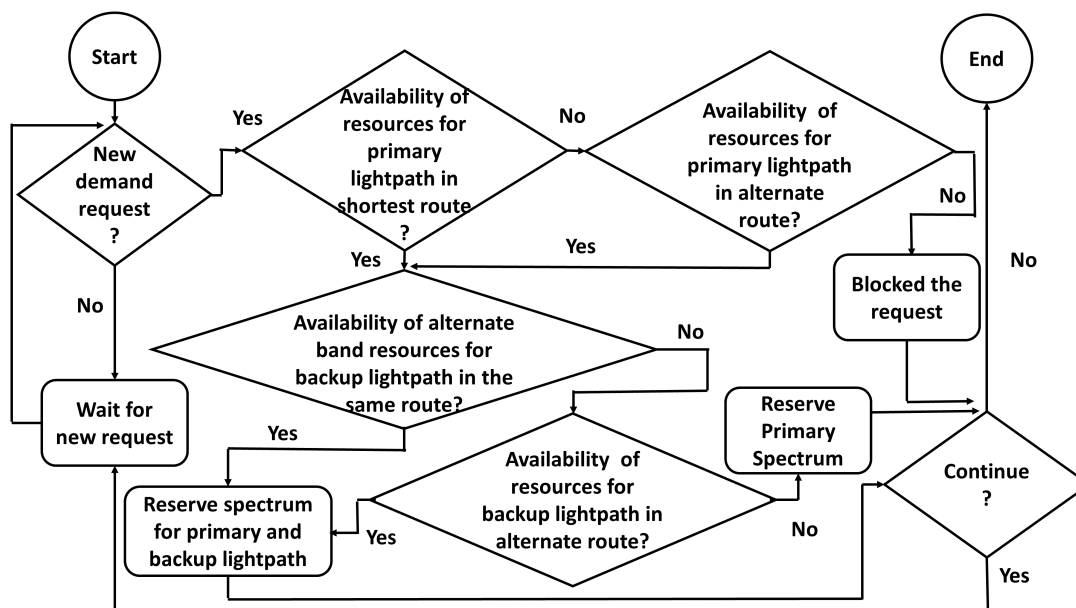 Start
End
Yes
Availability of
resources for
primary
lightpath in
shortest route
?
No
Availability  of
resources for
primary lightpath
in alternate
route?
New
demand
request
?
No
Yes
Yes
No
Blocked the
request
No
Availability of alternate
band resources for
backup lightpath in the
same route?
No
Wait for
new request
Yes
Reserve
Primary
Spectrum
Availability  of
resources for
backup lightpath in
alternate route?
Continue
?
Reserve spectrum
for primary and
backup lightpath
Yes
No
Yes